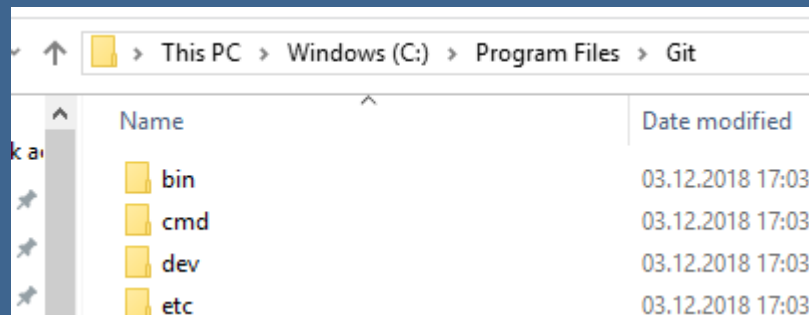 This PC > Windows (C:) > Program Files > Git
Name Date modified
k a
bin 03.12.2018 17:03
cmd 03.12.2018 17:03
dev 03.12.2018 17:03
etc 03.12.2018 17:03